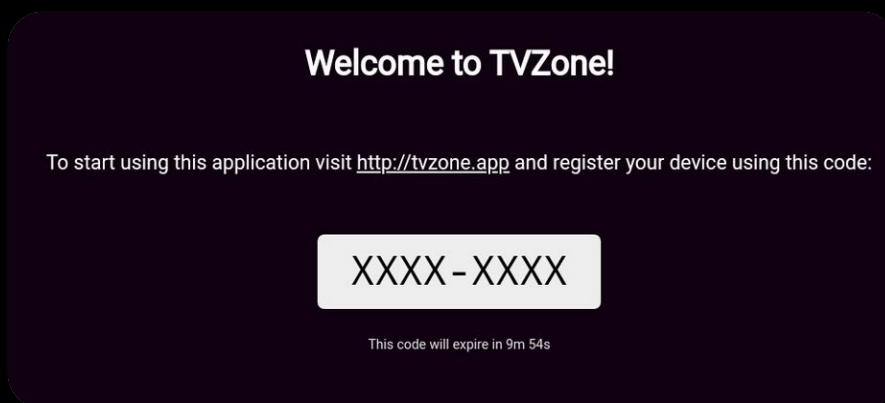 Welcome to TVZone!
To start using this application visit http://tvzone.app and register your device using this code:
XXXX-XXXX
This code will expire in 9m 54s